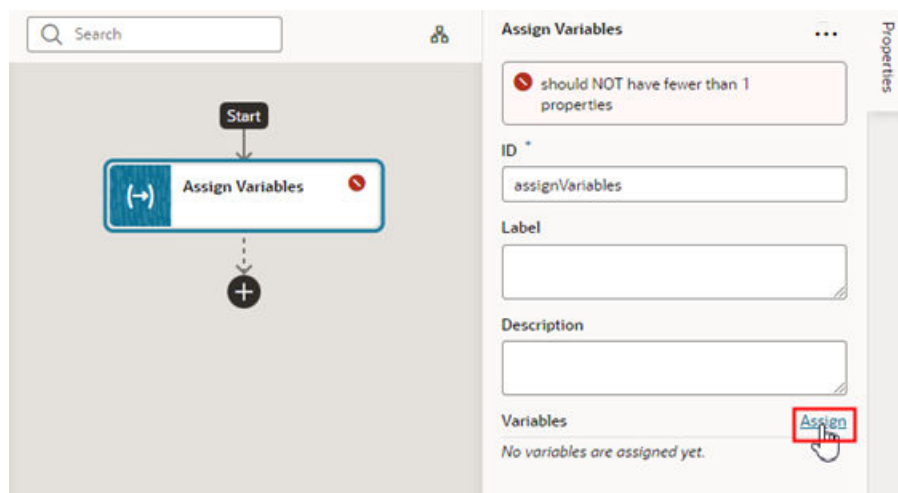 Search
Start
Assign Variables
(→)
Assign Variables
...
should NOT have fewer than 1
properties
ID *
assignVariables
Label
Description
Variables
Assign
No variables are assigned yet.
Properties